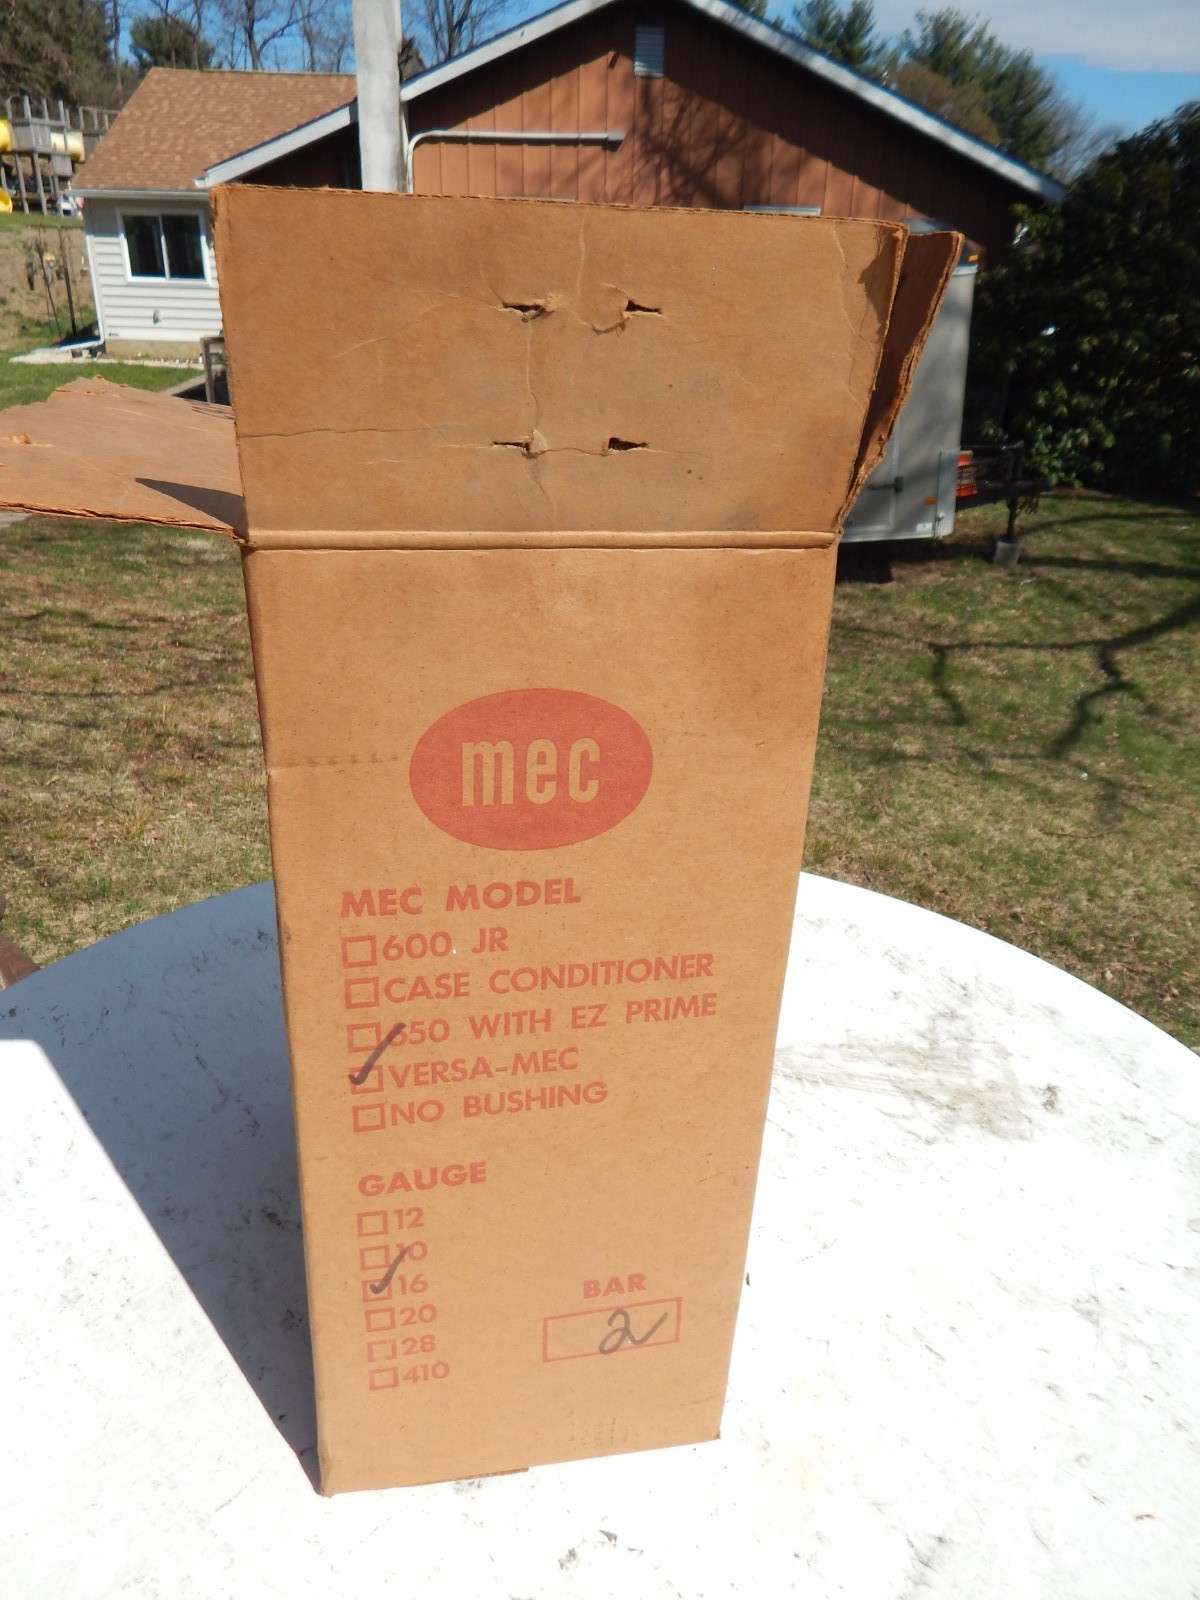 mec
MEC MODEL
600 JR
CASE CONDITIONER
650 WITH EZ PRIME
VERSA-MEC
NO BUSHING
GAUGE
12
10
16
20
28
410
BAR
2